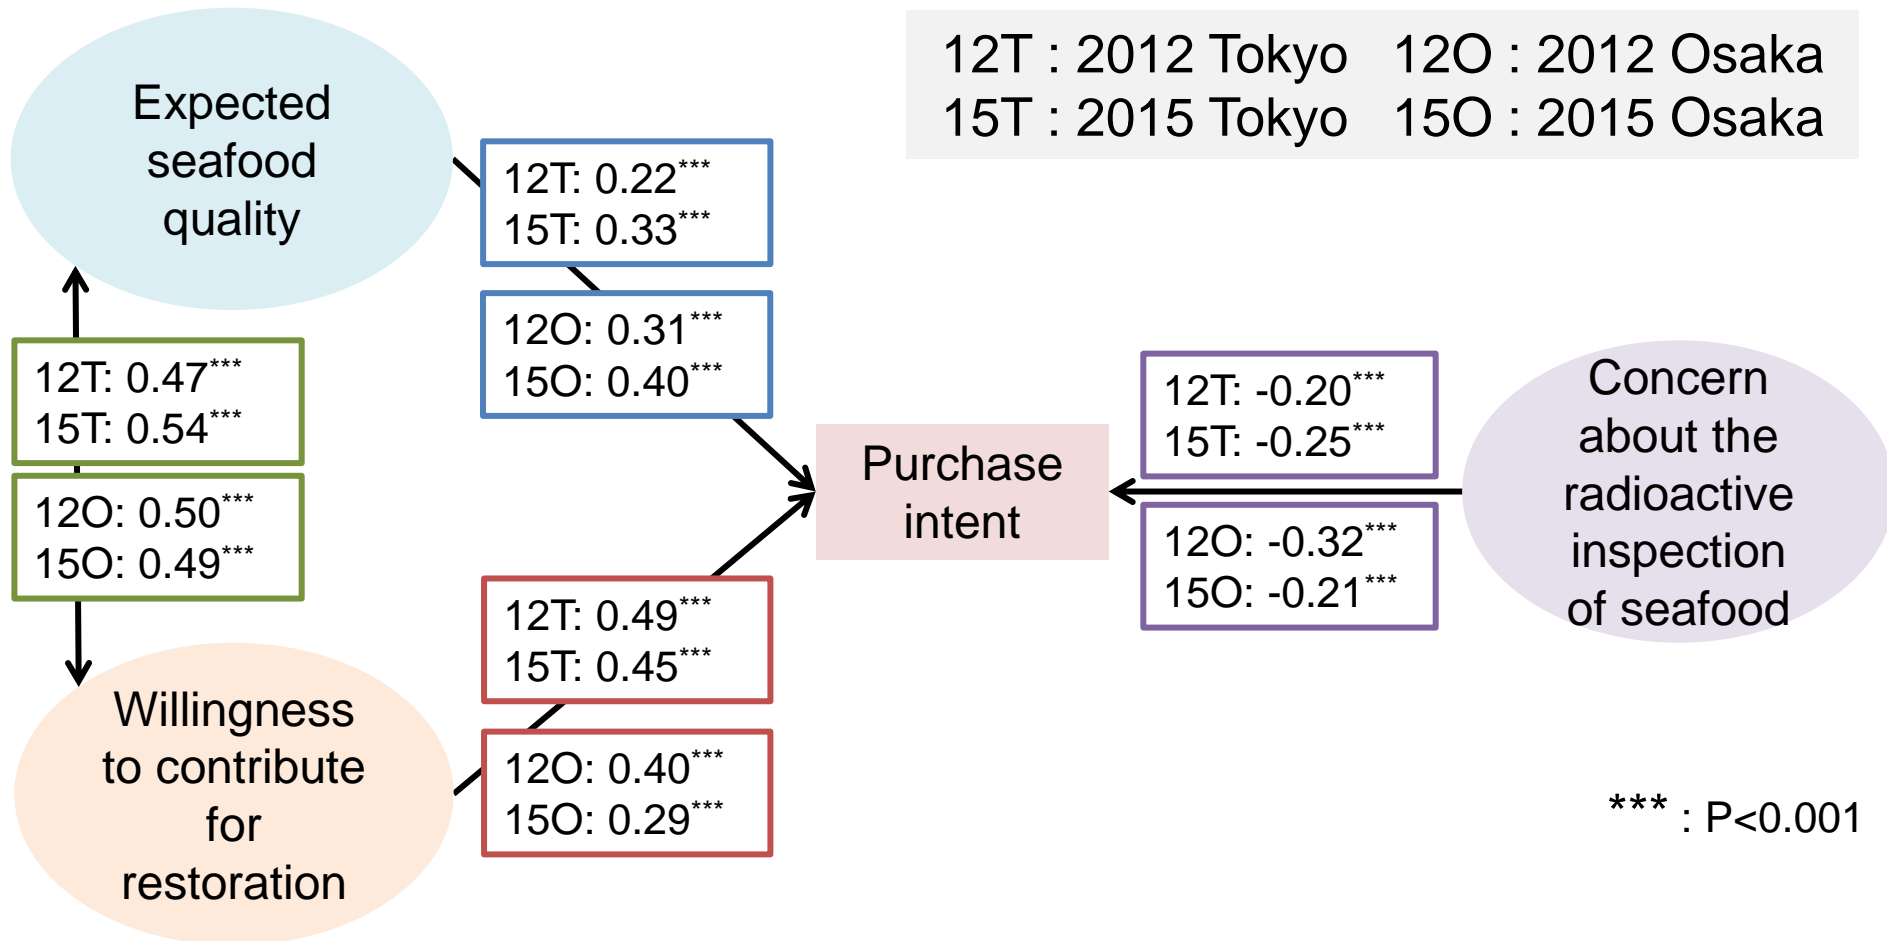 12T : 2012 Tokyo 12O : 2012 Osaka
15T : 2015 Tokyo 15O : 2015 Osaka
Expected
seafood
quality
12T: 0.22***
15T: 0.33***
12O: 0.31***
15O: 0.40***
12T: 0.47***
15T: 0.54***
12O: 0.50***
15O: 0.49***
Purchase
intent
12T: -0.20***
15T: -0.25***
12O: -0.32***
15O: -0.21***
Concern
about the
radioactive
inspection
of seafood
12T: 0.49***
15T: 0.45***
12O: 0.40***
15O: 0.29***
Willingness
to contribute
for
restoration
*** : P<0.001